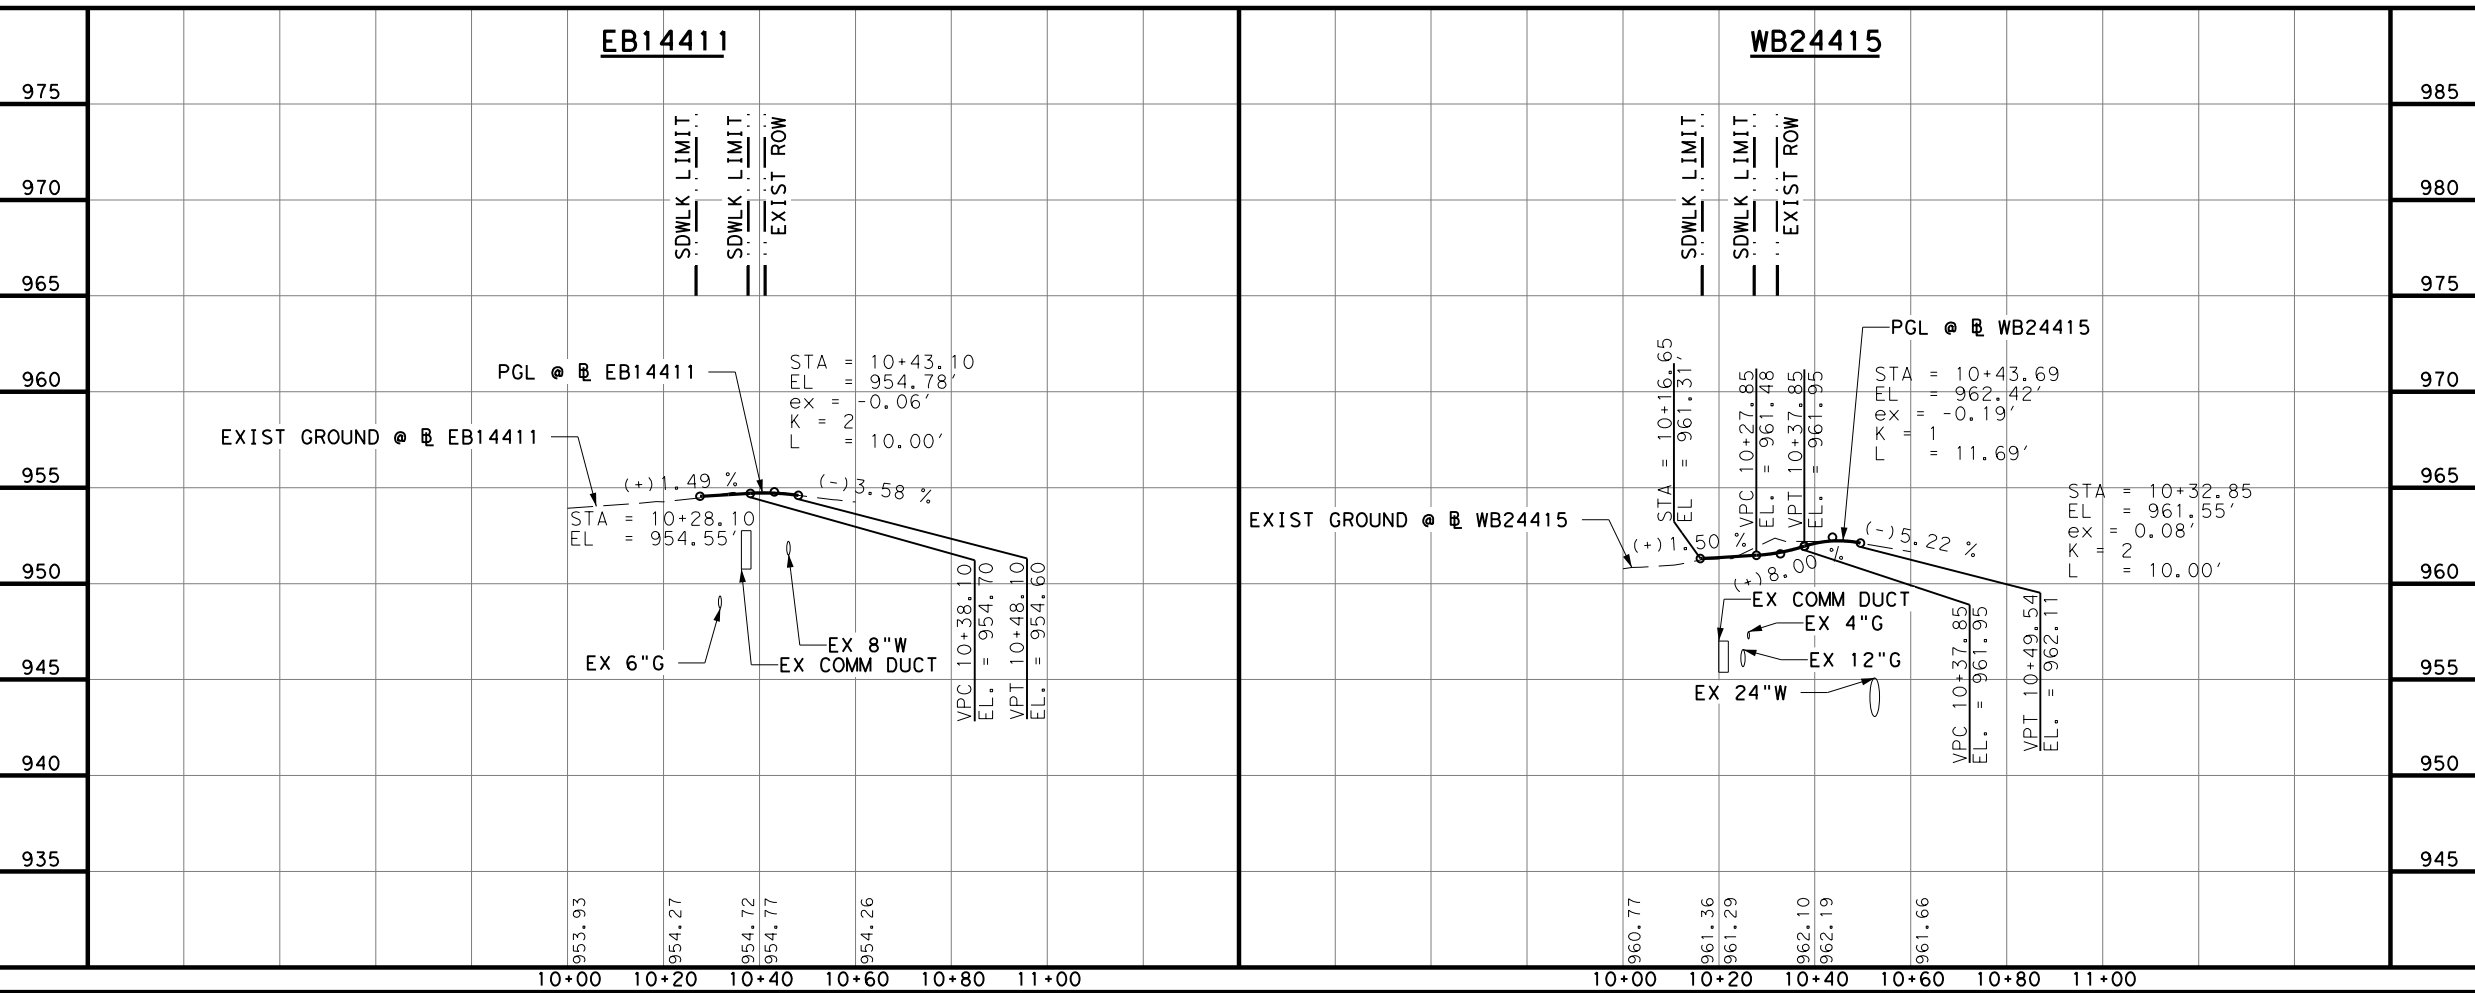 EB14411
975
970
965
960
955
950
945
940
935
SDWLK LIMIT
SDWLK LIMIT
EXIST ROW
PGL @ ℄ EB14411
EXIST GROUND @ ℄ EB14411
STA = 10+43.10
EL = 954.78'
ex = -0.06'
K = 2
L = 10.00'
(+)1.49 %
(-)3.58 %
STA = 10+28.10
EL = 954.55'
EX 6"G
EX 8"W
EX COMM DUCT
VPC 10+38.10
EL. = 954.70
VPT 10+48.10
EL. = 954.60
953.93
954.27
954.72
954.77
954.26
10+00
10+20
10+40
10+60
10+80
11+00
WB24415
SDWLK LIMIT
SDWLK LIMIT
EXIST ROW
PGL @ ℄ WB24415
STA = 10+16.65
EL = 961.31'
VPC 10+27.85
EL. = 961.48
VPT 10+37.85
EL. = 961.95
STA = 10+43.69
EL = 962.42'
ex = -0.19'
K = 1
L = 11.69'
EXIST GROUND @ ℄ WB24415
(+)1.50 %
(+)8.00 %
(-)5.22 %
STA = 10+32.85
EL = 961.55'
ex = 0.08'
K = 2
L = 10.00'
EX COMM DUCT
EX 4"G
EX 12"G
EX 24"W
VPC 10+37.85
EL. = 961.95
VPT 10+49.54
EL. = 962.11
960.77
961.36
961.29
962.10
962.19
961.66
10+00
10+20
10+40
10+60
10+80
11+00
985
980
975
970
965
960
955
950
945